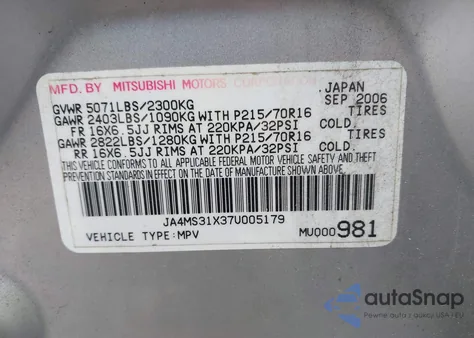 MFD. BY MITSUBISHI MOTORS CORPORATION JAPAN
GVWR 5071LBS/2300KG SEP 2006
GAWR 2403LBS/1090KG WITH P215/70R16 TIRES
FR 16X6.5JJ RIMS AT 220KPA/32PSI COLD.
GAWR 2822LBS/1280KG WITH P215/70R16 TIRES
RR 16X6.5JJ RIMS AT 220KPA/32PSI COLD.
THIS VEHICLE CONFORMS TO ALL APPLICABLE FEDERAL MOTOR VEHICLE
SAFETY STANDARDS IN EFFECT ON THE DATE OF MANUFACTURE SHOWN ABOVE.
JA4MS31X37U005179
VEHICLE TYPE:MPV MU000981
autoSnap
Pewne auto z USA